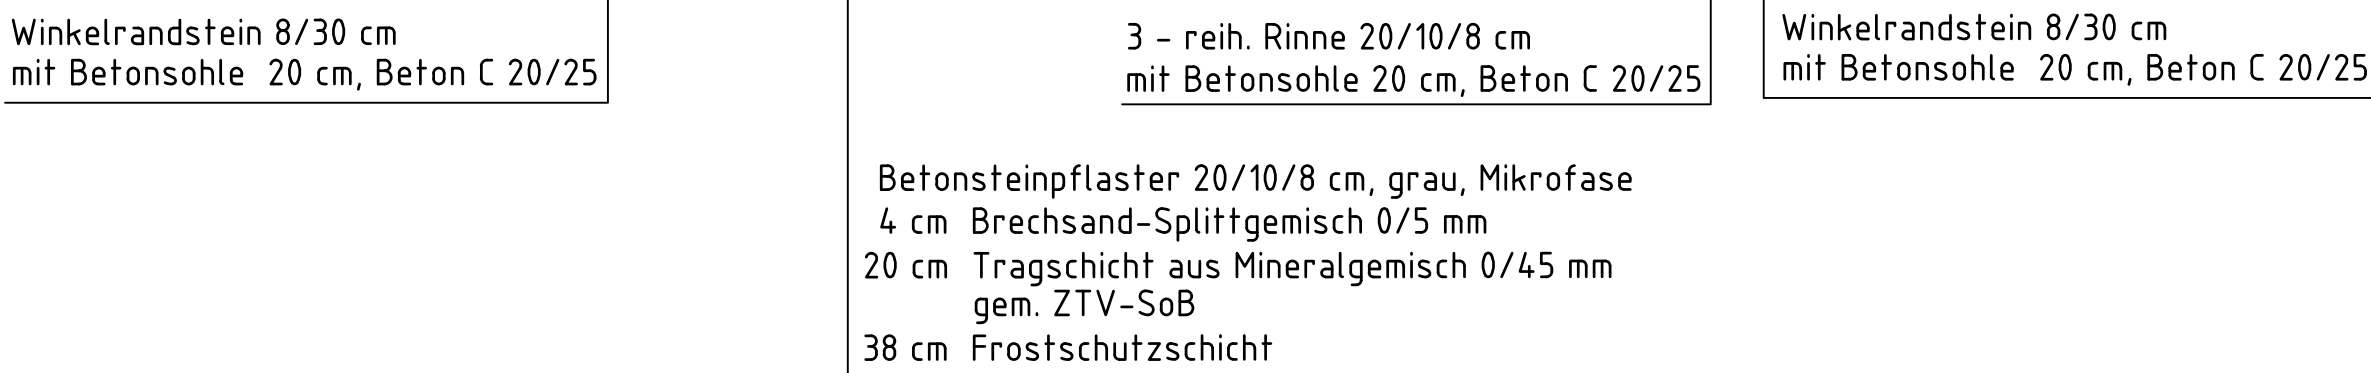 Winkelrandstein 8/30 cm
mit Betonsohle 20 cm, Beton C 20/25
3 - reih. Rinne 20/10/8 cm
mit Betonsohle 20 cm, Beton C 20/25
Winkelrandstein 8/30 cm
mit Betonsohle 20 cm, Beton C 20/25
Betonsteinpflaster 20/10/8 cm, grau, Mikrofase
4 cm Brechsand-Splittgemisch 0/5 mm
20 cm Tragschicht aus Mineralgemisch 0/45 mm
gem. ZTV-SoB
38 cm Frostschutzschicht